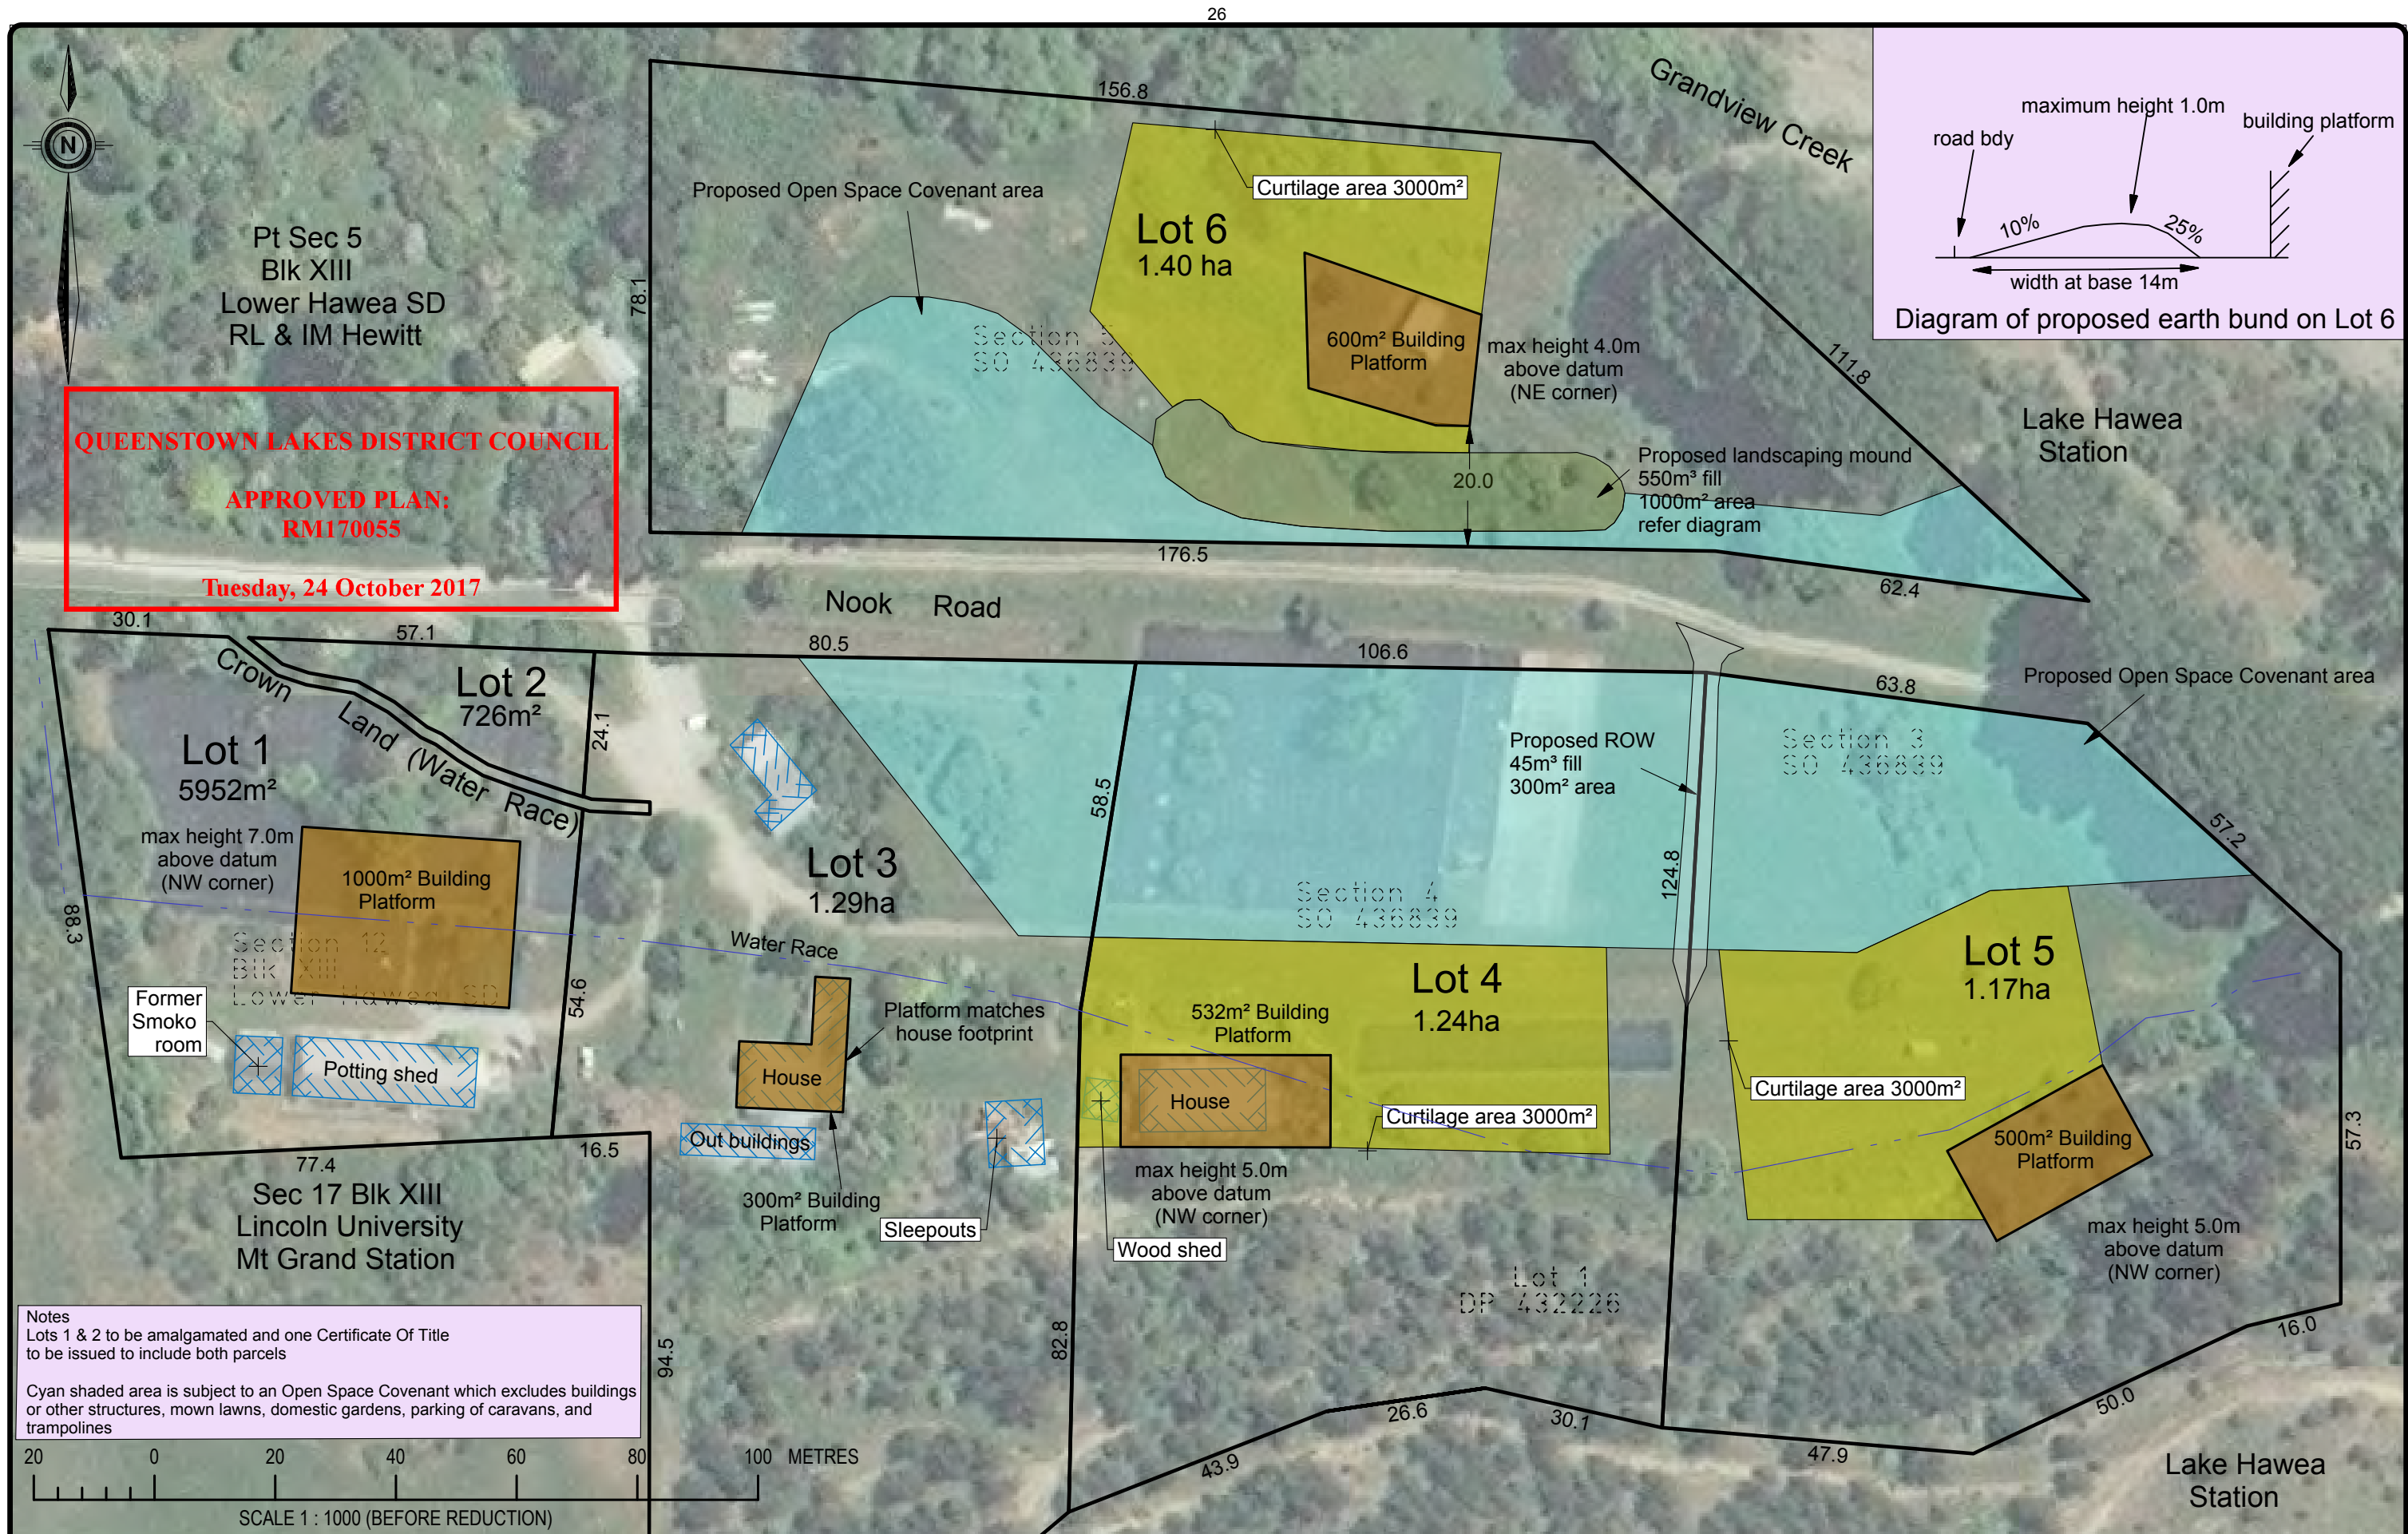 26
N
Pt Sec 5
Blk XIII
Lower Hawea SD
RL & IM Hewitt
QUEENSTOWN LAKES DISTRICT COUNCIL
APPROVED PLAN:
RM170055
Tuesday, 24 October 2017
156.8
78.1
Proposed Open Space Covenant area
Curtilage area 3000m²
Lot 6
1.40 ha
Section 5
SO 436839
600m² Building
Platform
max height 4.0m
above datum
(NE corner)
Grandview Creek
111.8
Lake Hawea
Station
Proposed landscaping mound
550m³ fill
1000m² area
refer diagram
20.0
176.5
62.4
road bdy
maximum height 1.0m
building platform
10%
25%
width at base 14m
Diagram of proposed earth bund on Lot 6
Nook Road
30.1
57.1
80.5
106.6
63.8
Crown Land (Water Race)
Lot 2
726m²
24.1
Lot 1
5952m²
max height 7.0m
above datum
(NW corner)
1000m² Building
Platform
88.3
Section 12
Blk XIII
Lower Hawea SD
54.6
Former
Smoko
room
Potting shed
77.4
16.5
Sec 17 Blk XIII
Lincoln University
Mt Grand Station
Lot 3
1.29ha
Water Race
Platform matches
house footprint
House
Out buildings
300m² Building
Platform
Sleepouts
58.5
Section 4
SO 436839
Proposed ROW
45m³ fill
300m² area
124.8
Section 3
SO 436839
Proposed Open Space Covenant area
57.2
Lot 4
1.24ha
532m² Building
Platform
House
Curtilage area 3000m²
max height 5.0m
above datum
(NW corner)
Wood shed
Lot 5
1.17ha
Curtilage area 3000m²
500m² Building
Platform
max height 5.0m
above datum
(NW corner)
57.3
Lot 1
DP 432226
82.8
94.5
43.9
26.6
30.1
47.9
50.0
16.0
Lake Hawea
Station
Notes
Lots 1 & 2 to be amalgamated and one Certificate Of Title
to be issued to include both parcels
Cyan shaded area is subject to an Open Space Covenant which excludes buildings
or other structures, mown lawns, domestic gardens, parking of caravans, and
trampolines
20 0 20 40 60 80 100 METRES
SCALE 1 : 1000 (BEFORE REDUCTION)